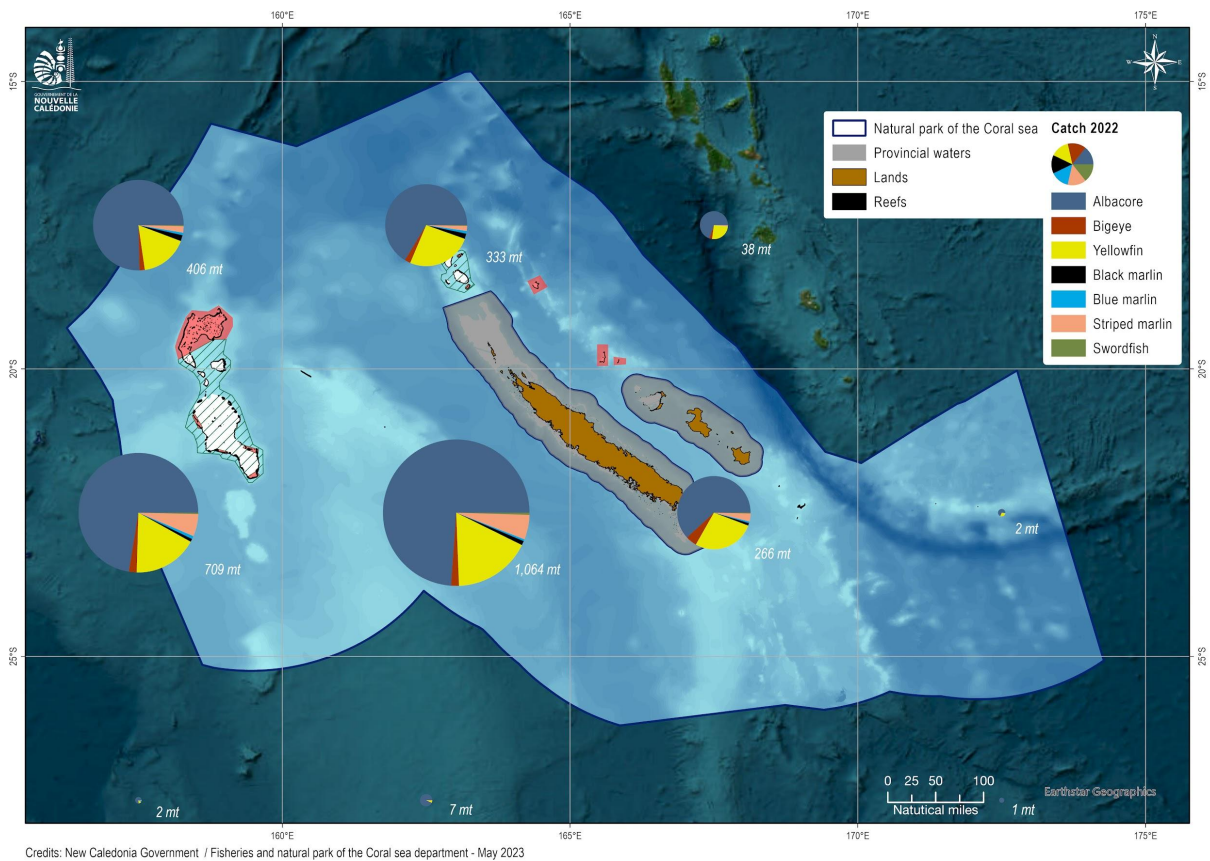 160°E
165°E
170°E
175°E
15°S
15°S
GOUVERNEMENT DE LA
NOUVELLE
CALÉDONIE
N
W
E
S
Natural park of the Coral sea
Provincial waters
Lands
Reefs
Catch 2022
Albacore
Bigeye
Yellowfin
Black marlin
Blue marlin
Striped marlin
Swordfish
406 mt
333 mt
38 mt
20°S
20°S
709 mt
1,064 mt
266 mt
2 mt
25°S
25°S
2 mt
7 mt
0 25 50 100
Natutical miles
Earthstar Geographics
1 mt
160°E
165°E
170°E
175°E
Credits: New Caledonia Government / Fisheries and natural park of the Coral sea department - May 2023